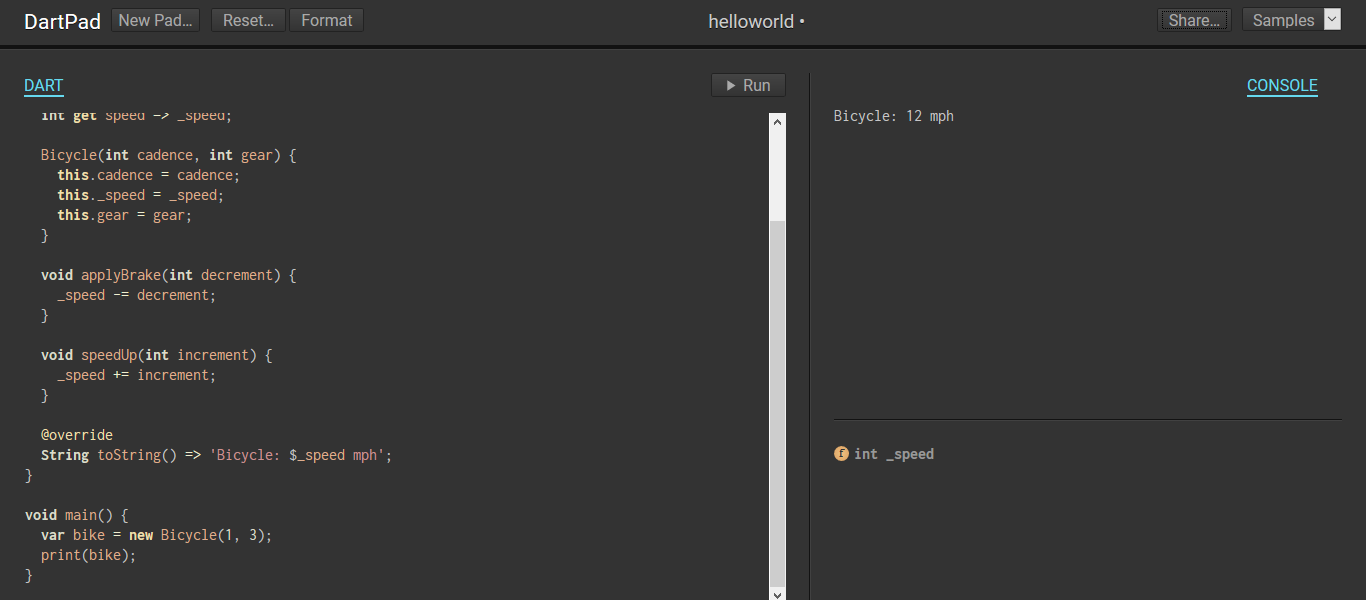 DartPad New Pad... Reset... Format helloworld • Share... Samples
DART Run CONSOLE
int get speed => _speed;
Bicycle(int cadence, int gear) {
this.cadence = cadence;
this._speed = _speed;
this.gear = gear;
}
void applyBrake(int decrement) {
_speed -= decrement;
}
void speedUp(int increment) {
_speed += increment;
}
@override
String toString() => 'Bicycle: $_speed mph';
}
void main() {
var bike = new Bicycle(1, 3);
print(bike);
}
Bicycle: 12 mph
f int _speed